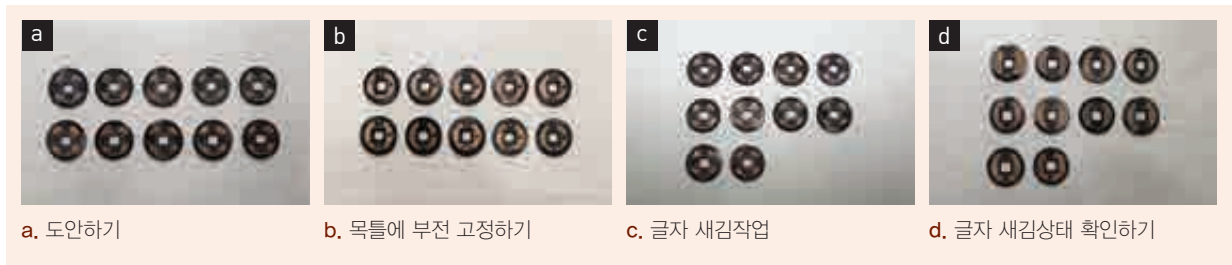 a
b
c
d
a. 도안하기
b. 목틀에 부전 고정하기
c. 글자 새김작업
d. 글자 새김상태 확인하기